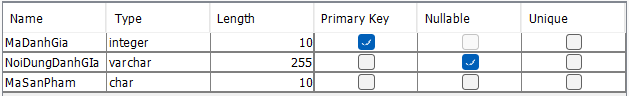 Name Type Length Primary Key Nullable Unique
MaDanhGia integer 10
NoiDungDanhGIa varchar 255
MaSanPham char 10